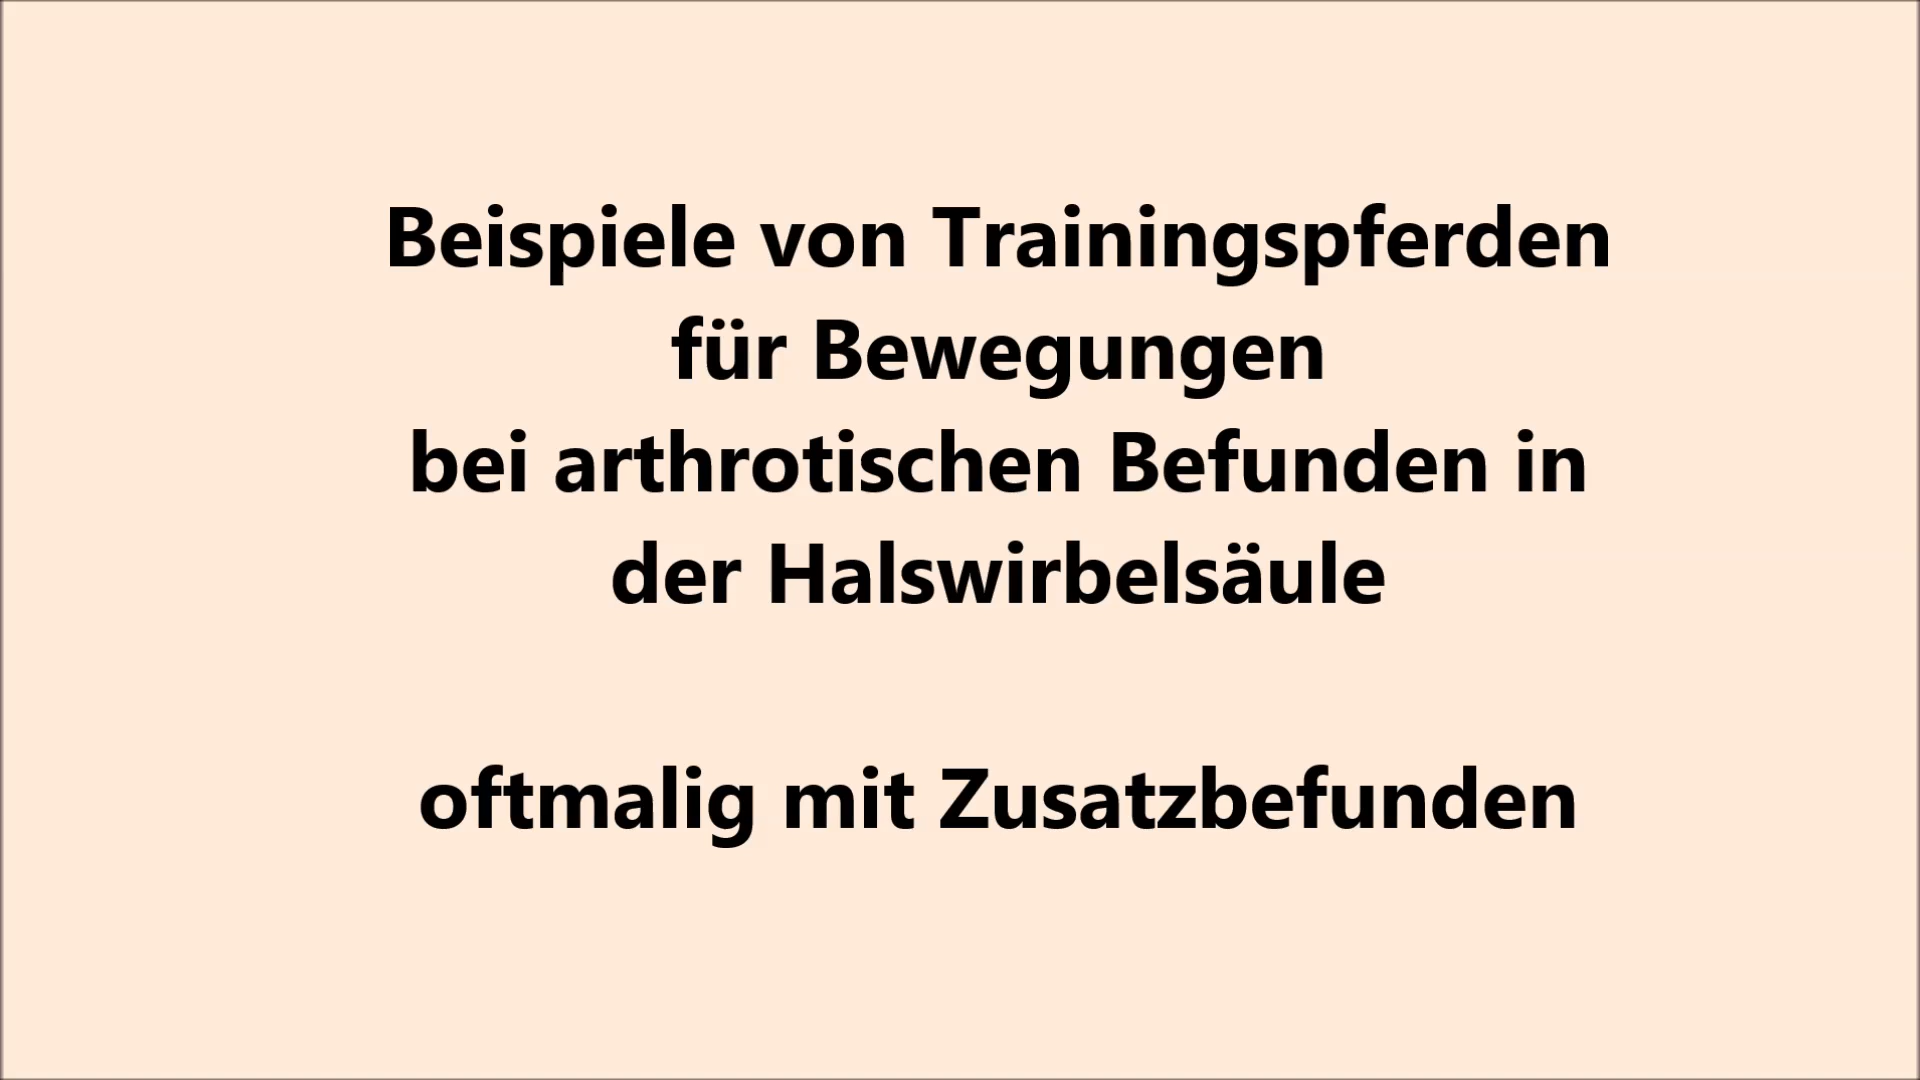 Beispiele von Trainingspferden
für Bewegungen
bei arthrotischen Befunden in
der Halswirbelsäule
oftmalig mit Zusatzbefunden